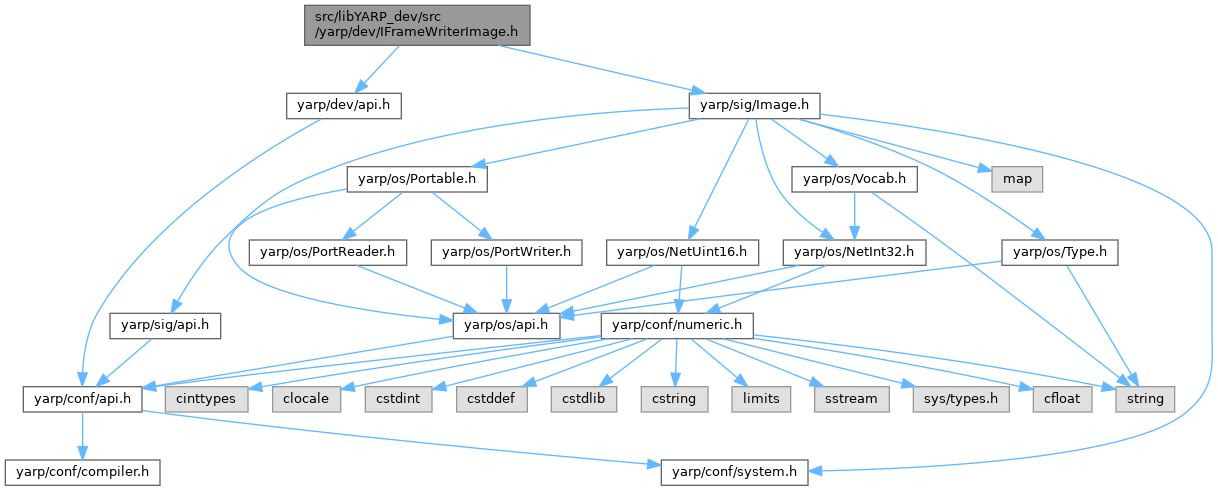 src/libYARP_dev/src
/yarp/dev/IFrameWriterImage.h
yarp/dev/api.h
yarp/sig/Image.h
yarp/os/Portable.h
yarp/os/Vocab.h
map
yarp/os/PortReader.h
yarp/os/PortWriter.h
yarp/os/NetUint16.h
yarp/os/NetInt32.h
yarp/os/Type.h
yarp/sig/api.h
yarp/os/api.h
yarp/conf/numeric.h
yarp/conf/api.h
cinttypes
clocale
cstdint
cstddef
cstdlib
cstring
limits
sstream
sys/types.h
cfloat
string
yarp/conf/compiler.h
yarp/conf/system.h